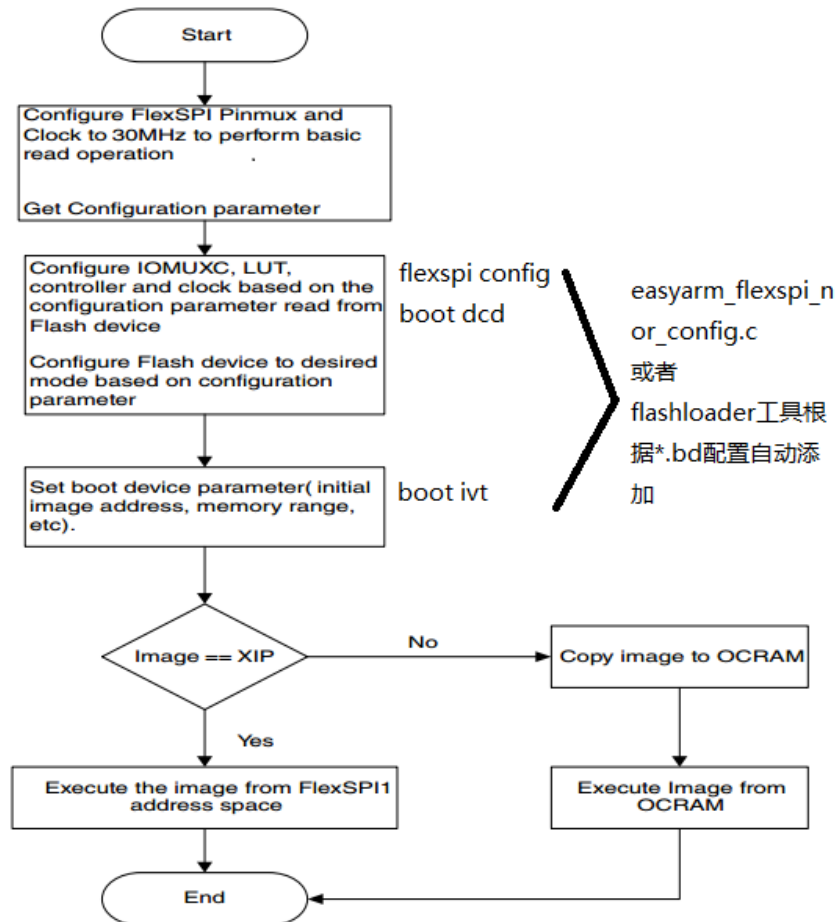 Start
Configure FlexSPI Pinmux and
Clock to 30MHz to perform basic
read operation .
Get Configuration parameter
Configure IOMUXC, LUT,
controller and clock based on the
configuration parameter read from
Flash device
Configure Flash device to desired
mode based on configuration
parameter
flexspi config
boot dcd
easyarm_flexspi_n
or_config.c
或者
flashloader工具根
据*.bd配置自动添
加
Set boot device parameter( initial
image address, memory range,
etc).
boot ivt
Image == XIP
No
Copy image to OCRAM
Yes
Execute the image from FlexSPI1
address space
Execute Image from
OCRAM
End